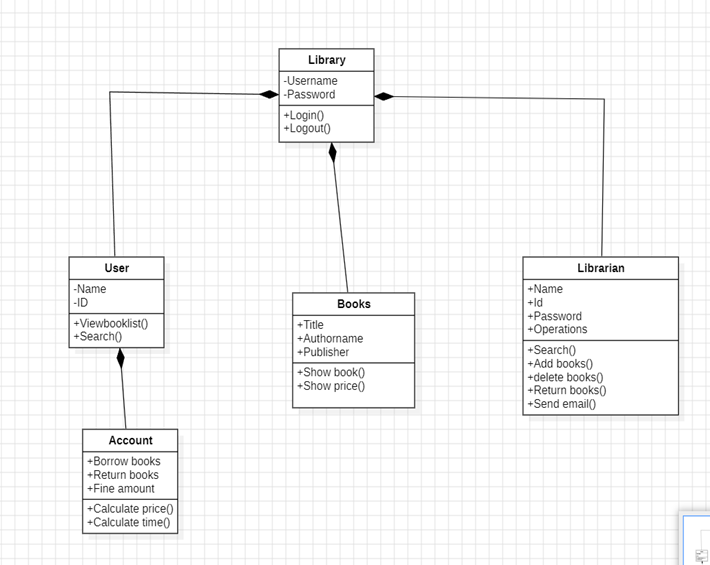 Library
-Username
-Password
+Login()
+Logout()
User
-Name
-ID
+Viewbooklist()
+Search()
Books
+Title
+Authorname
+Publisher
+Show book()
+Show price()
Librarian
+Name
+Id
+Password
+Operations
+Search()
+Add books()
+delete books()
+Return books()
+Send email()
Account
+Borrow books
+Return books
+Fine amount
+Calculate price()
+Calculate time()